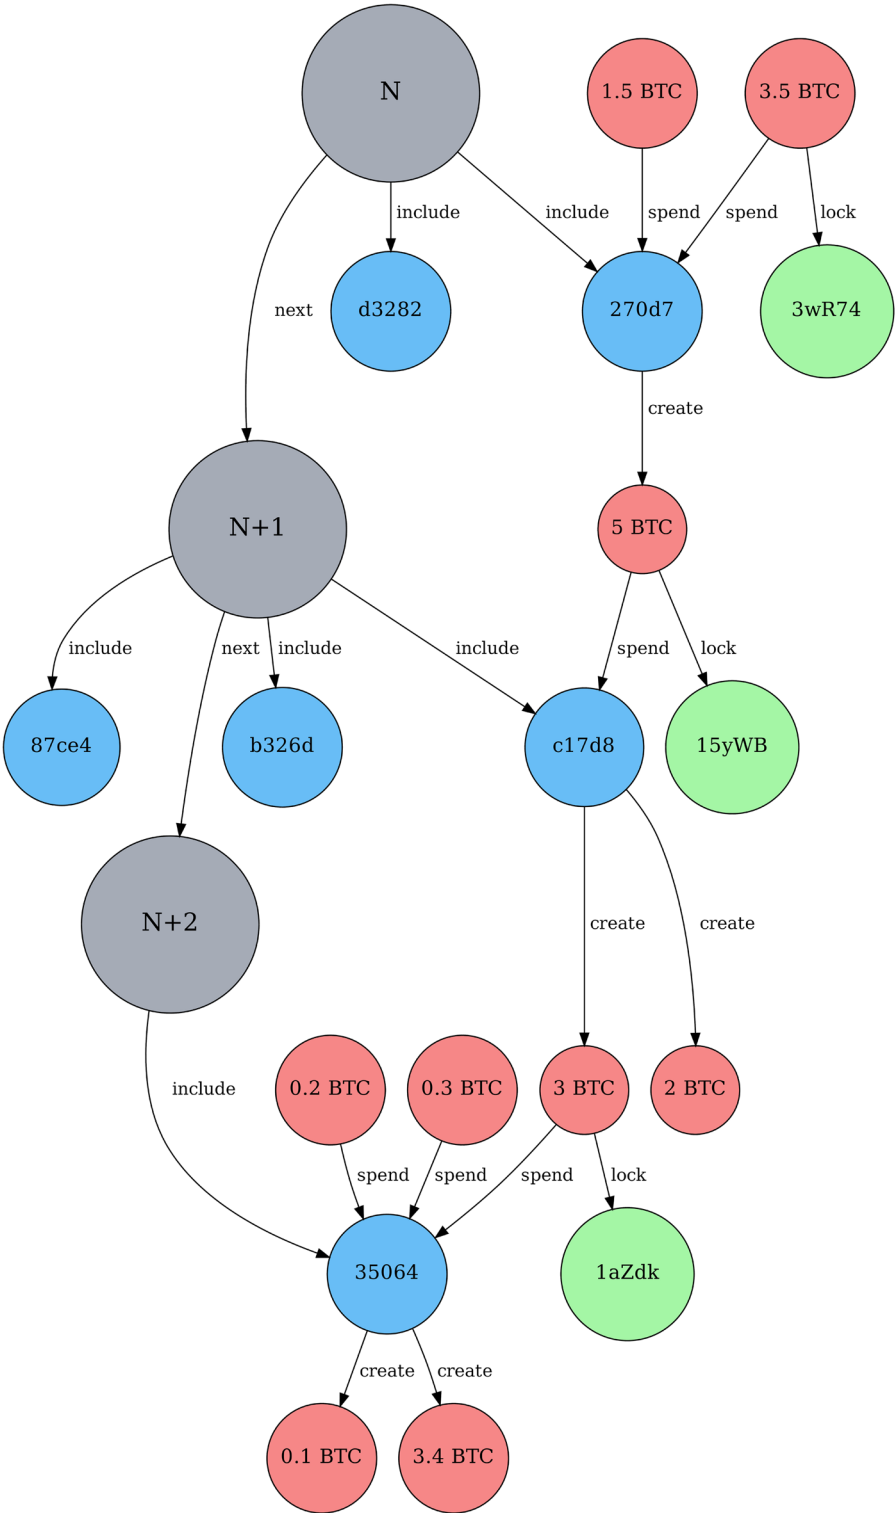 N
1.5 BTC
3.5 BTC
include
include
spend
spend
lock
next
d3282
270d7
3wR74
create
N+1
5 BTC
include
next
include
include
spend
lock
87ce4
b326d
c17d8
15yWB
N+2
create
create
include
0.2 BTC
0.3 BTC
3 BTC
2 BTC
spend
spend
spend
lock
35064
1aZdk
create
create
0.1 BTC
3.4 BTC